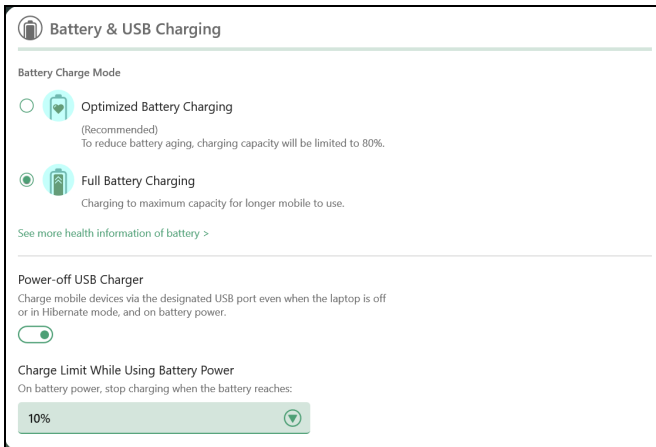 Battery & USB Charging
Battery Charge Mode
Optimized Battery Charging
(Recommended)
To reduce battery aging, charging capacity will be limited to 80%.
Full Battery Charging
Charging to maximum capacity for longer mobile to use.
See more health information of battery >
Power-off USB Charger
Charge mobile devices via the designated USB port even when the laptop is off
or in Hibernate mode, and on battery power.
Charge Limit While Using Battery Power
On battery power, stop charging when the battery reaches:
10%